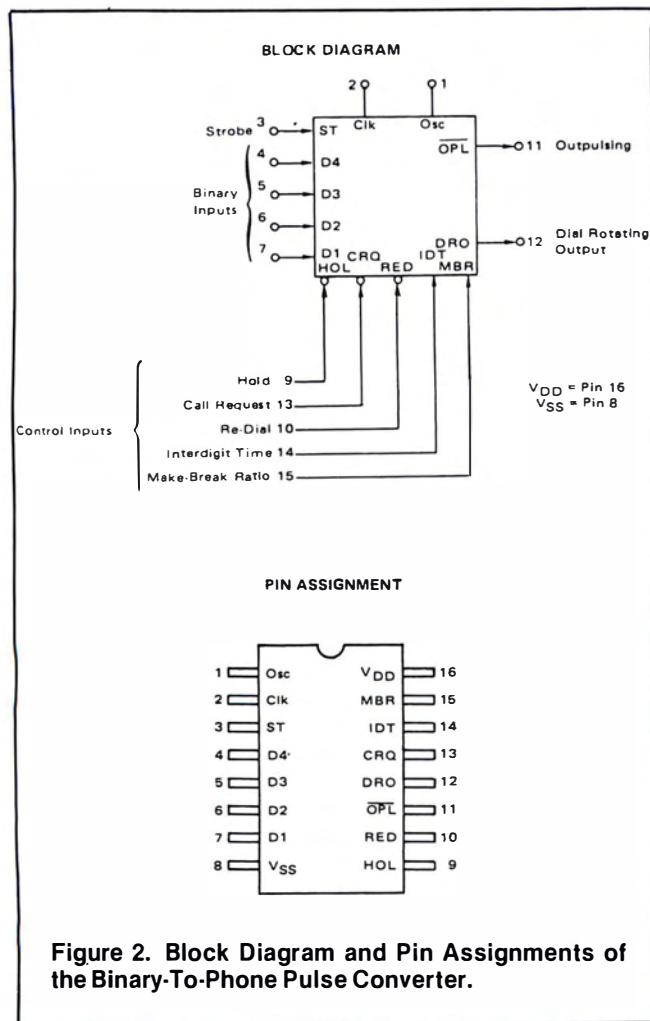 BLOCK DIAGRAM
2 1
Clk Osc
Strobe 3 ST
OPL 11 Outpulsing
4 D4
Binary Inputs
5 D3
6 D2
7 D1
DRO 12 Dial Rotating Output
HOL CRQ RED IDT MBR
Control Inputs
Hold 9
Call Request 13
Re-Dial 10
Interdigit Time 14
Make-Break Ratio 15
VDD = Pin 16
VSS = Pin 8
PIN ASSIGNMENT
1 Osc VDD 16
2 Clk MBR 15
3 ST IDT 14
4 D4 CRQ 13
5 D3 DRO 12
6 D2 OPL 11
7 D1 RED 10
8 VSS HOL 9
Figure 2. Block Diagram and Pin Assignments of
the Binary-To-Phone Pulse Converter.